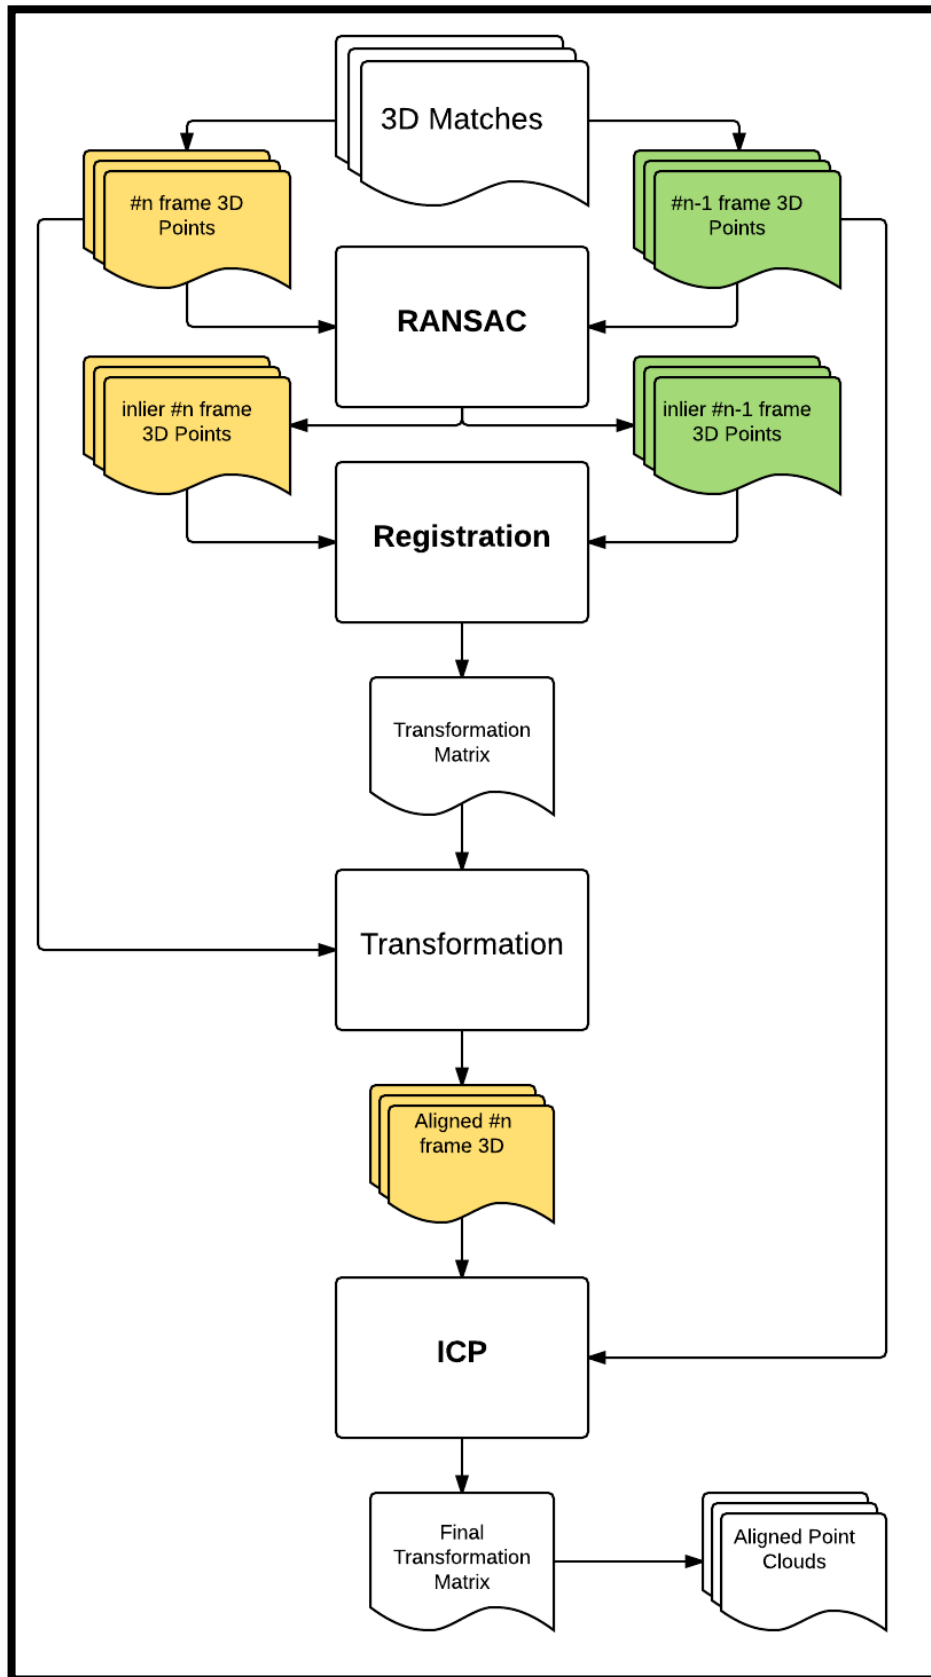 3D Matches
#n frame 3D
Points
#n-1 frame 3D
Points
RANSAC
inlier #n frame
3D Points
inlier #n-1 frame
3D Points
Registration
Transformation
Matrix
Transformation
Aligned #n
frame 3D
ICP
Final
Transformation
Matrix
Aligned Point
Clouds